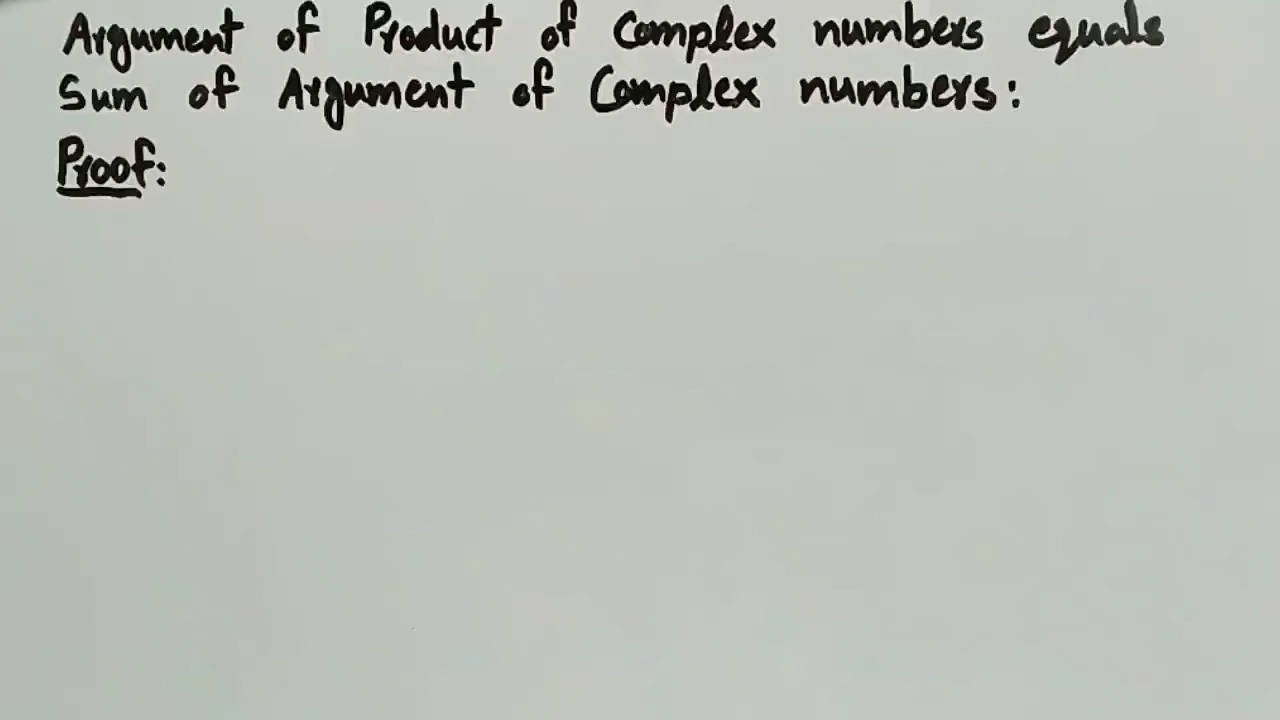 Argument of Product of Complex numbers equals
Sum of Argument of Complex numbers:
Proof: